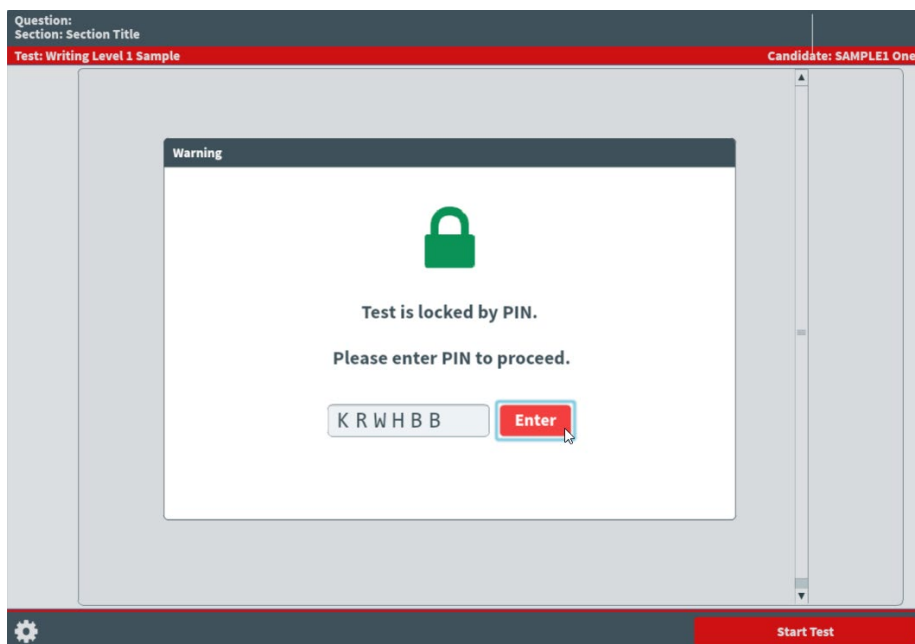 Question:
Section: Section Title
Test: Writing Level 1 Sample
Candidate: SAMPLE1 One
Warning
Test is locked by PIN.
Please enter PIN to proceed.
K R W H B B
Enter
Start Test